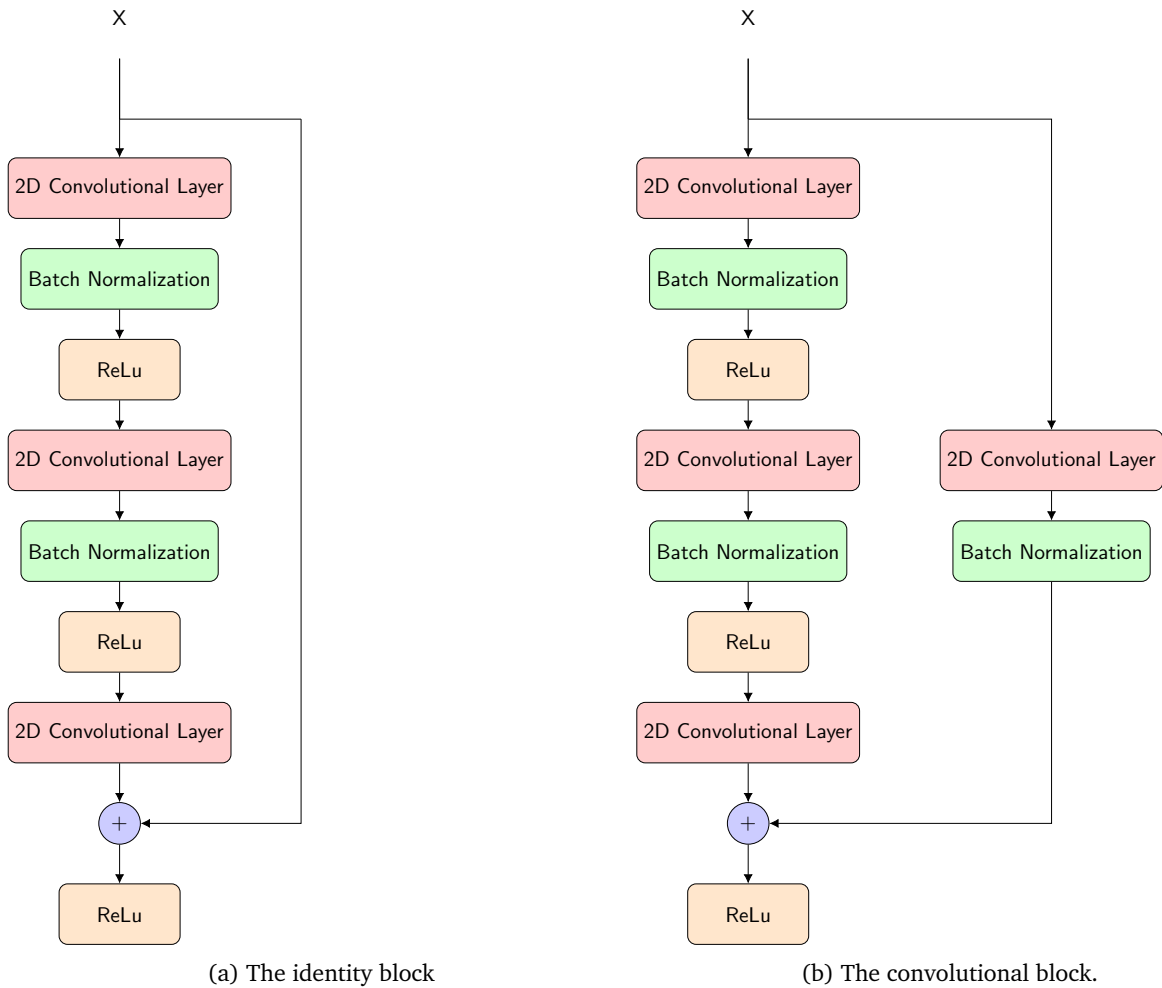 X
2D Convolutional Layer
Batch Normalization
ReLu
2D Convolutional Layer
Batch Normalization
ReLu
2D Convolutional Layer
+
ReLu
(a) The identity block
X
2D Convolutional Layer
Batch Normalization
ReLu
2D Convolutional Layer
Batch Normalization
ReLu
2D Convolutional Layer
2D Convolutional Layer
Batch Normalization
+
ReLu
(b) The convolutional block.